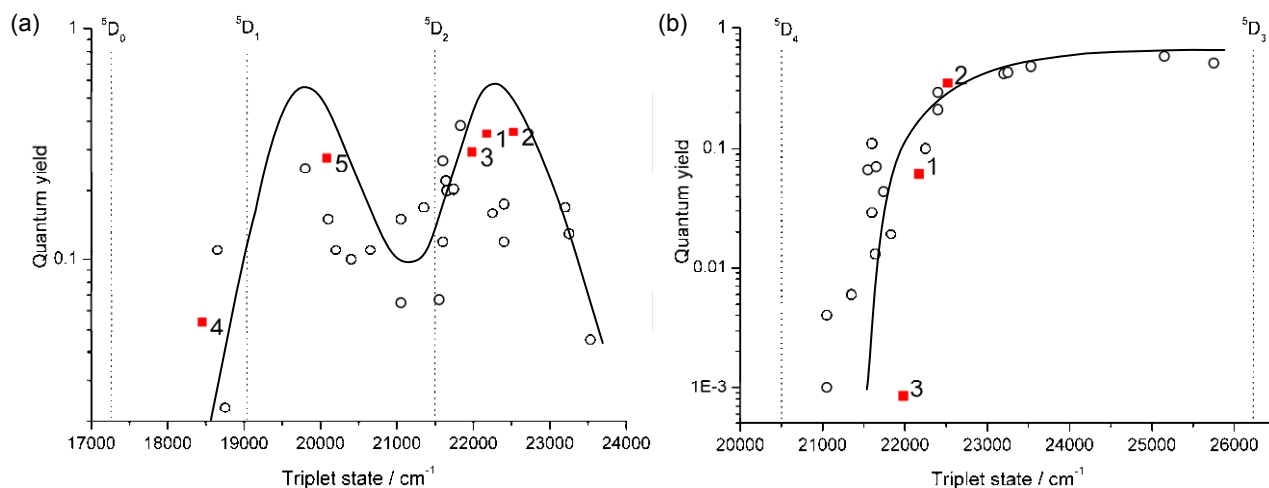 (a)
⁵D₀
⁵D₁
⁵D₂
1
0.1
Quantum yield
4
5
3
1
2
17000 18000 19000 20000 21000 22000 23000 24000
Triplet state / cm⁻¹
(b)
⁵D₄
⁵D₃
1
0.1
0.01
1E-3
Quantum yield
2
1
3
20000 21000 22000 23000 24000 25000 26000
Triplet state / cm⁻¹